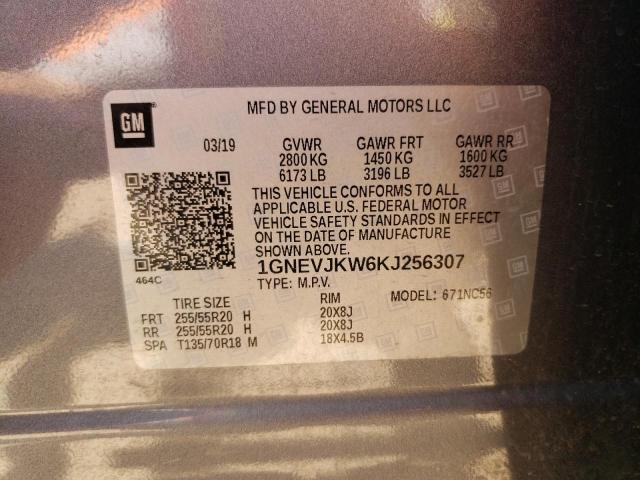 GM
MFD BY GENERAL MOTORS LLC
03/19 GVWR GAWR FRT GAWR RR
2800 KG 1450 KG 1600 KG
6173 LB 3196 LB 3527 LB
THIS VEHICLE CONFORMS TO ALL
APPLICABLE U.S. FEDERAL MOTOR
VEHICLE SAFETY STANDARDS IN EFFECT
ON THE DATE OF MANUFACTURE
SHOWN ABOVE.
464C
1GNEVJKW6KJ256307
TYPE: M.P.V. MODEL: 671NC56
TIRE SIZE RIM
FRT 255/55R20 H 20X8J
RR 255/55R20 H 20X8J
SPA T135/70R18 M 18X4.5B